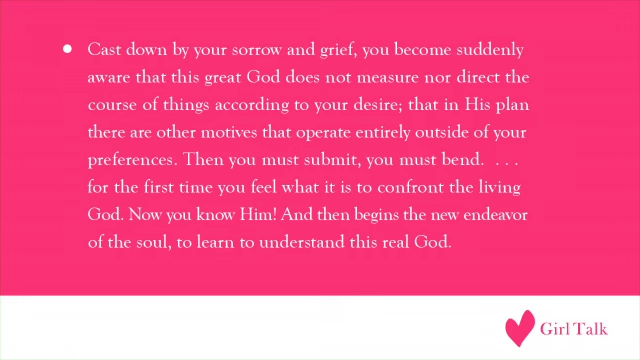 • Cast down by your sorrow and grief, you become suddenly
aware that this great God does not measure nor direct the
course of things according to your desire; that in His plan
there are other motives that operate entirely outside of your
preferences. Then you must submit, you must bend. . . .
for the first time you feel what it is to confront the living
God. Now you know Him! And then begins the new endeavor
of the soul, to learn to understand this real God.
Girl Talk